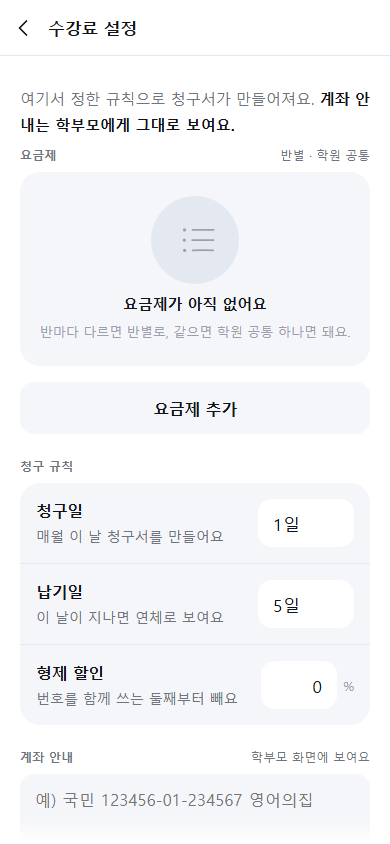 수강료 설정
여기서 정한 규칙으로 청구서가 만들어져요. 계좌 안
내는 학부모에게 그대로 보여요.
요금제 반별 · 학원 공통
요금제가 아직 없어요
반마다 다르면 반별로, 같으면 학원 공통 하나면 돼요.
요금제 추가
청구 규칙
청구일
매월 이 날 청구서를 만들어요
1일
납기일
이 날이 지나면 연체로 보여요
5일
형제 할인
번호를 함께 쓰는 둘째부터 빼요
0 %
계좌 안내 학부모 화면에 보여요
예) 국민 123456-01-234567 영어의집